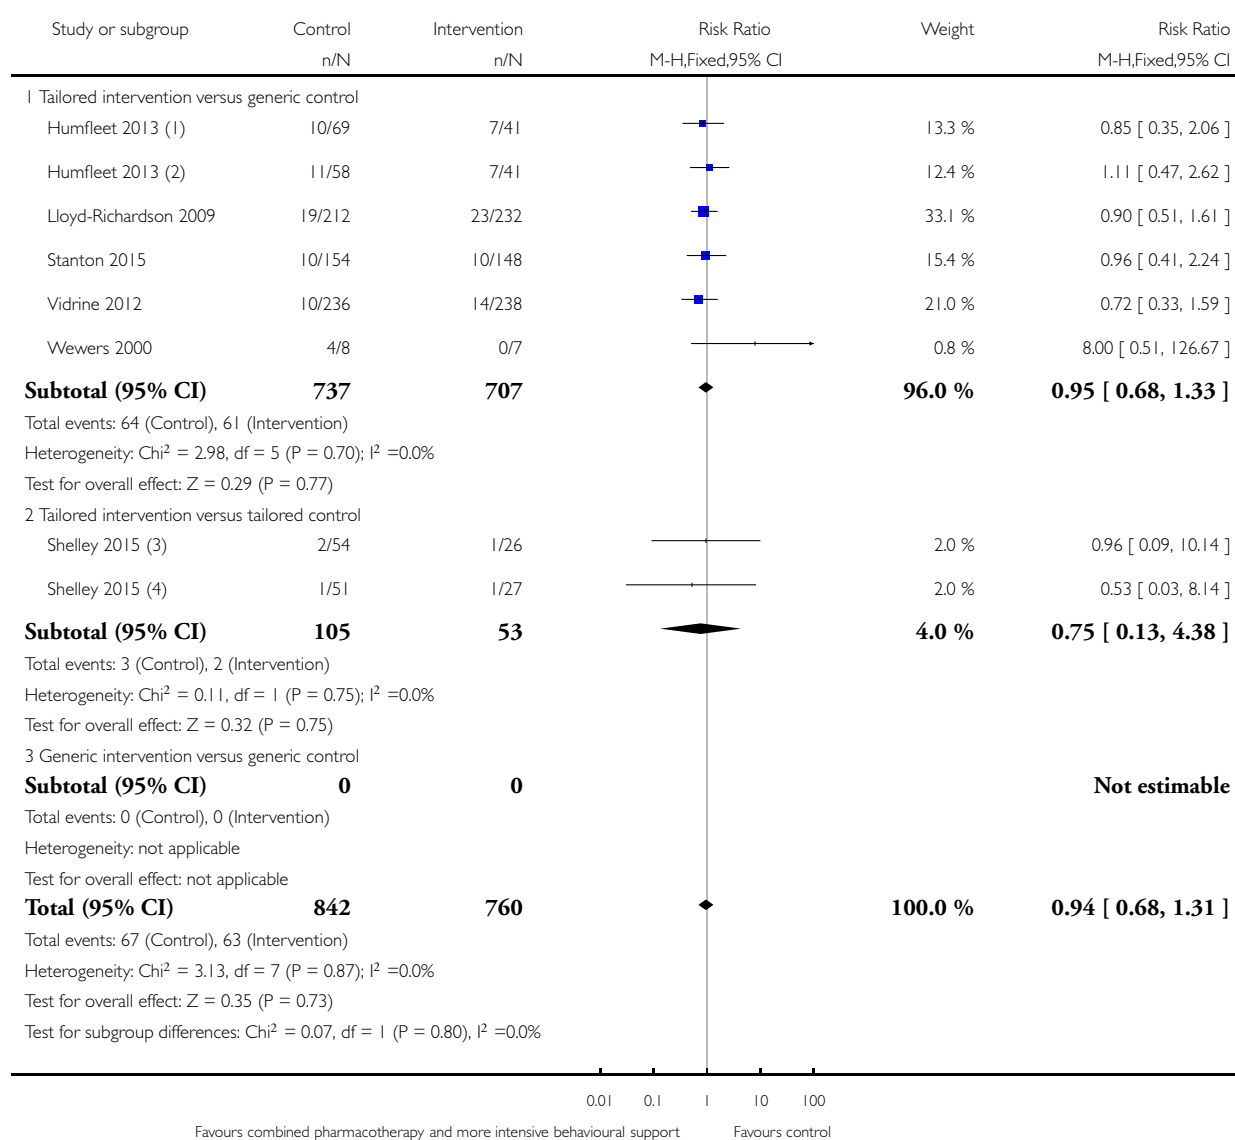 Study or subgroup Control Intervention Risk Ratio Weight Risk Ratio
n/N n/N M-H,Fixed,95% CI M-H,Fixed,95% CI
1 Tailored intervention versus generic control
Humfleet 2013 (1) 10/69 7/41 13.3 % 0.85 [ 0.35, 2.06 ]
Humfleet 2013 (2) 11/58 7/41 12.4 % 1.11 [ 0.47, 2.62 ]
Lloyd-Richardson 2009 19/212 23/232 33.1 % 0.90 [ 0.51, 1.61 ]
Stanton 2015 10/154 10/148 15.4 % 0.96 [ 0.41, 2.24 ]
Vidrine 2012 10/236 14/238 21.0 % 0.72 [ 0.33, 1.59 ]
Wewers 2000 4/8 0/7 0.8 % 8.00 [ 0.51, 126.67 ]
Subtotal (95% CI) 737 707 96.0 % 0.95 [ 0.68, 1.33 ]
Total events: 64 (Control), 61 (Intervention)
Heterogeneity: Chi² = 2.98, df = 5 (P = 0.70); I² =0.0%
Test for overall effect: Z = 0.29 (P = 0.77)
2 Tailored intervention versus tailored control
Shelley 2015 (3) 2/54 1/26 2.0 % 0.96 [ 0.09, 10.14 ]
Shelley 2015 (4) 1/51 1/27 2.0 % 0.53 [ 0.03, 8.14 ]
Subtotal (95% CI) 105 53 4.0 % 0.75 [ 0.13, 4.38 ]
Total events: 3 (Control), 2 (Intervention)
Heterogeneity: Chi² = 0.11, df = 1 (P = 0.75); I² =0.0%
Test for overall effect: Z = 0.32 (P = 0.75)
3 Generic intervention versus generic control
Subtotal (95% CI) 0 0 Not estimable
Total events: 0 (Control), 0 (Intervention)
Heterogeneity: not applicable
Test for overall effect: not applicable
Total (95% CI) 842 760 100.0 % 0.94 [ 0.68, 1.31 ]
Total events: 67 (Control), 63 (Intervention)
Heterogeneity: Chi² = 3.13, df = 7 (P = 0.87); I² =0.0%
Test for overall effect: Z = 0.35 (P = 0.73)
Test for subgroup differences: Chi² = 0.07, df = 1 (P = 0.80), I² =0.0%
0.01 0.1 1 10 100
Favours combined pharmacotherapy and more intensive behavioural support Favours control